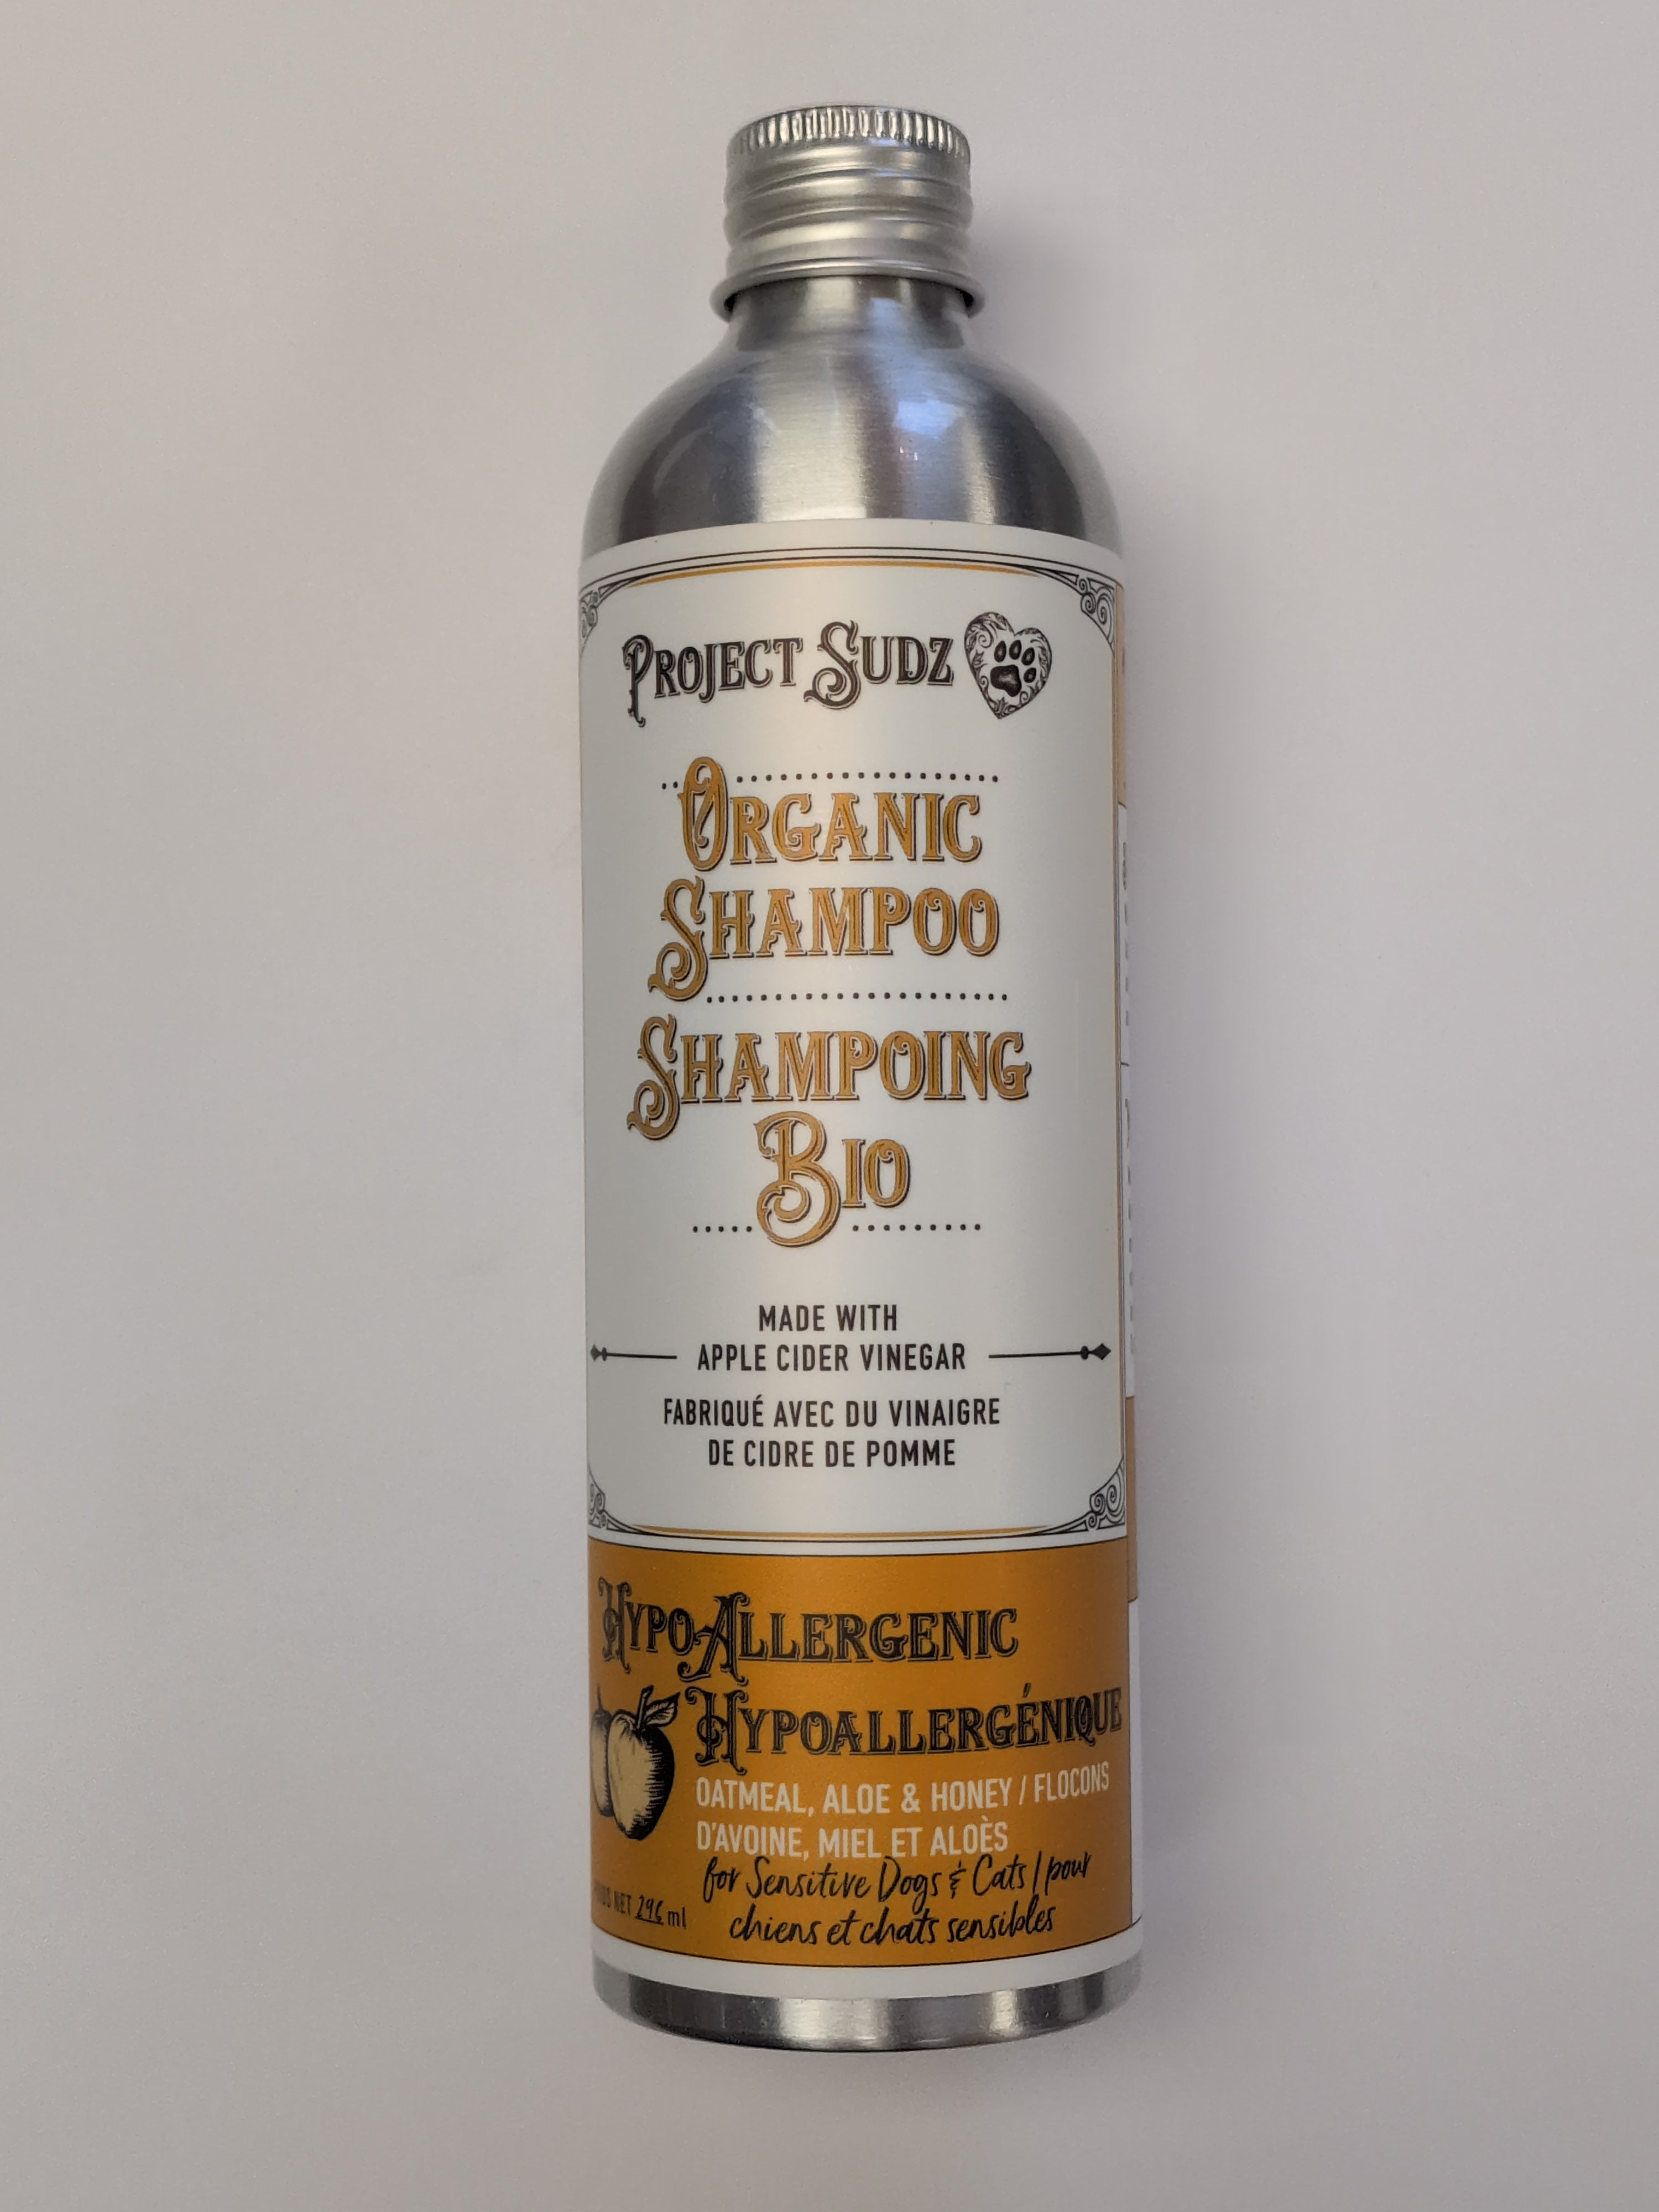 PROJECT SUDZ
ORGANIC
SHAMPOO
SHAMPOING
BIO
MADE WITH
APPLE CIDER VINEGAR
FABRIQUÉ AVEC DU VINAIGRE
DE CIDRE DE POMME
HYPOALLERGENIC
HYPOALLERGÉNIQUE
OATMEAL, ALOE & HONEY / FLOCONS
D'AVOINE, MIEL ET ALOÈS
for Sensitive Dogs & Cats / pour
chiens et chats sensibles
NET 296 ml